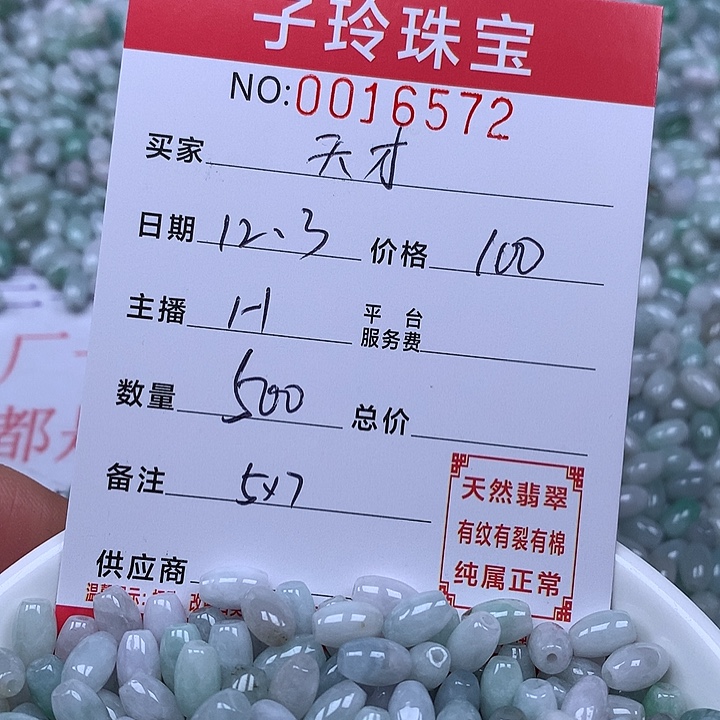 子玲珠宝
NO:0016572
买家 天才
日期 12、3 价格 100
主播 1-1 平台
服务费
数量 500 总价
备注 5x7
天然翡翠
有纹有裂有棉
纯属正常
供应商
厂
都